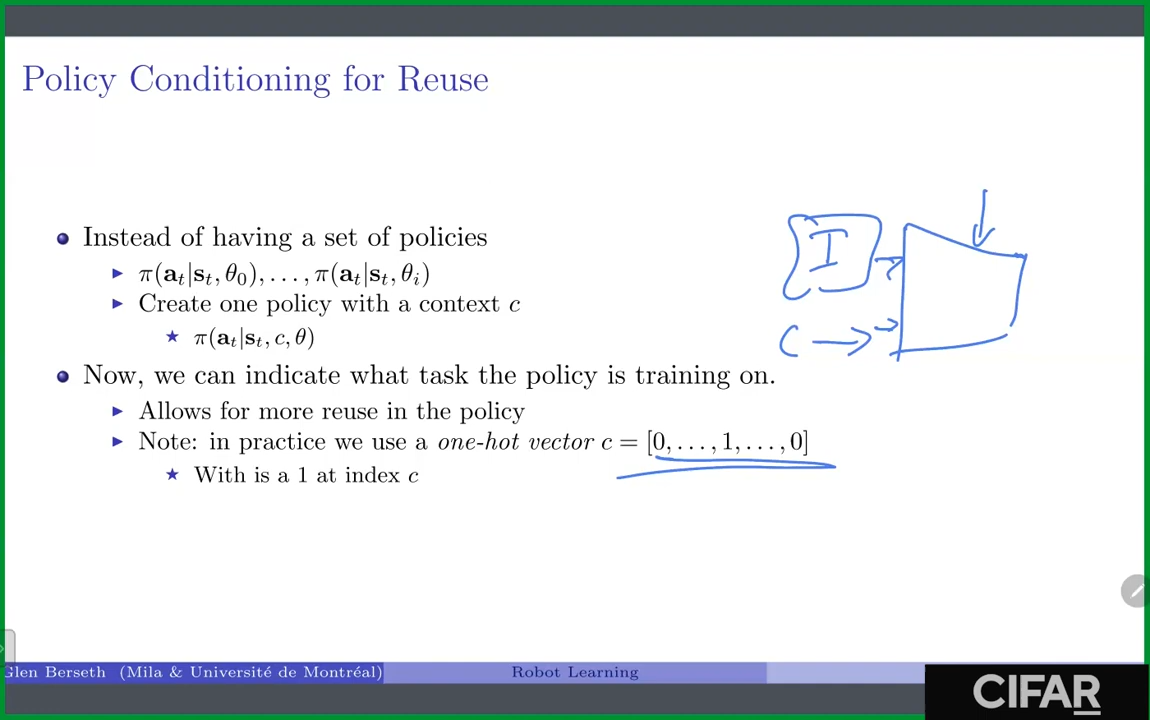 Policy Conditioning for Reuse
Instead of having a set of policies
π(a_t|s_t, θ_0), . . . , π(a_t|s_t, θ_i)
Create one policy with a context c
π(a_t|s_t, c, θ)
Now, we can indicate what task the policy is training on.
Allows for more reuse in the policy
Note: in practice we use a one-hot vector c = [0, . . . , 1, . . . , 0]
With is a 1 at index c
I
C
Glen Berseth (Mila & Université de Montréal)
Robot Learning
CIFAR